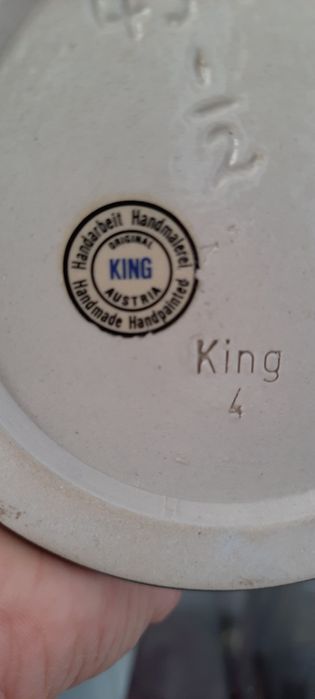 Handarbeit Handmalerei
ORIGINAL
KING
AUSTRIA
Handmade Handpainted
King
4